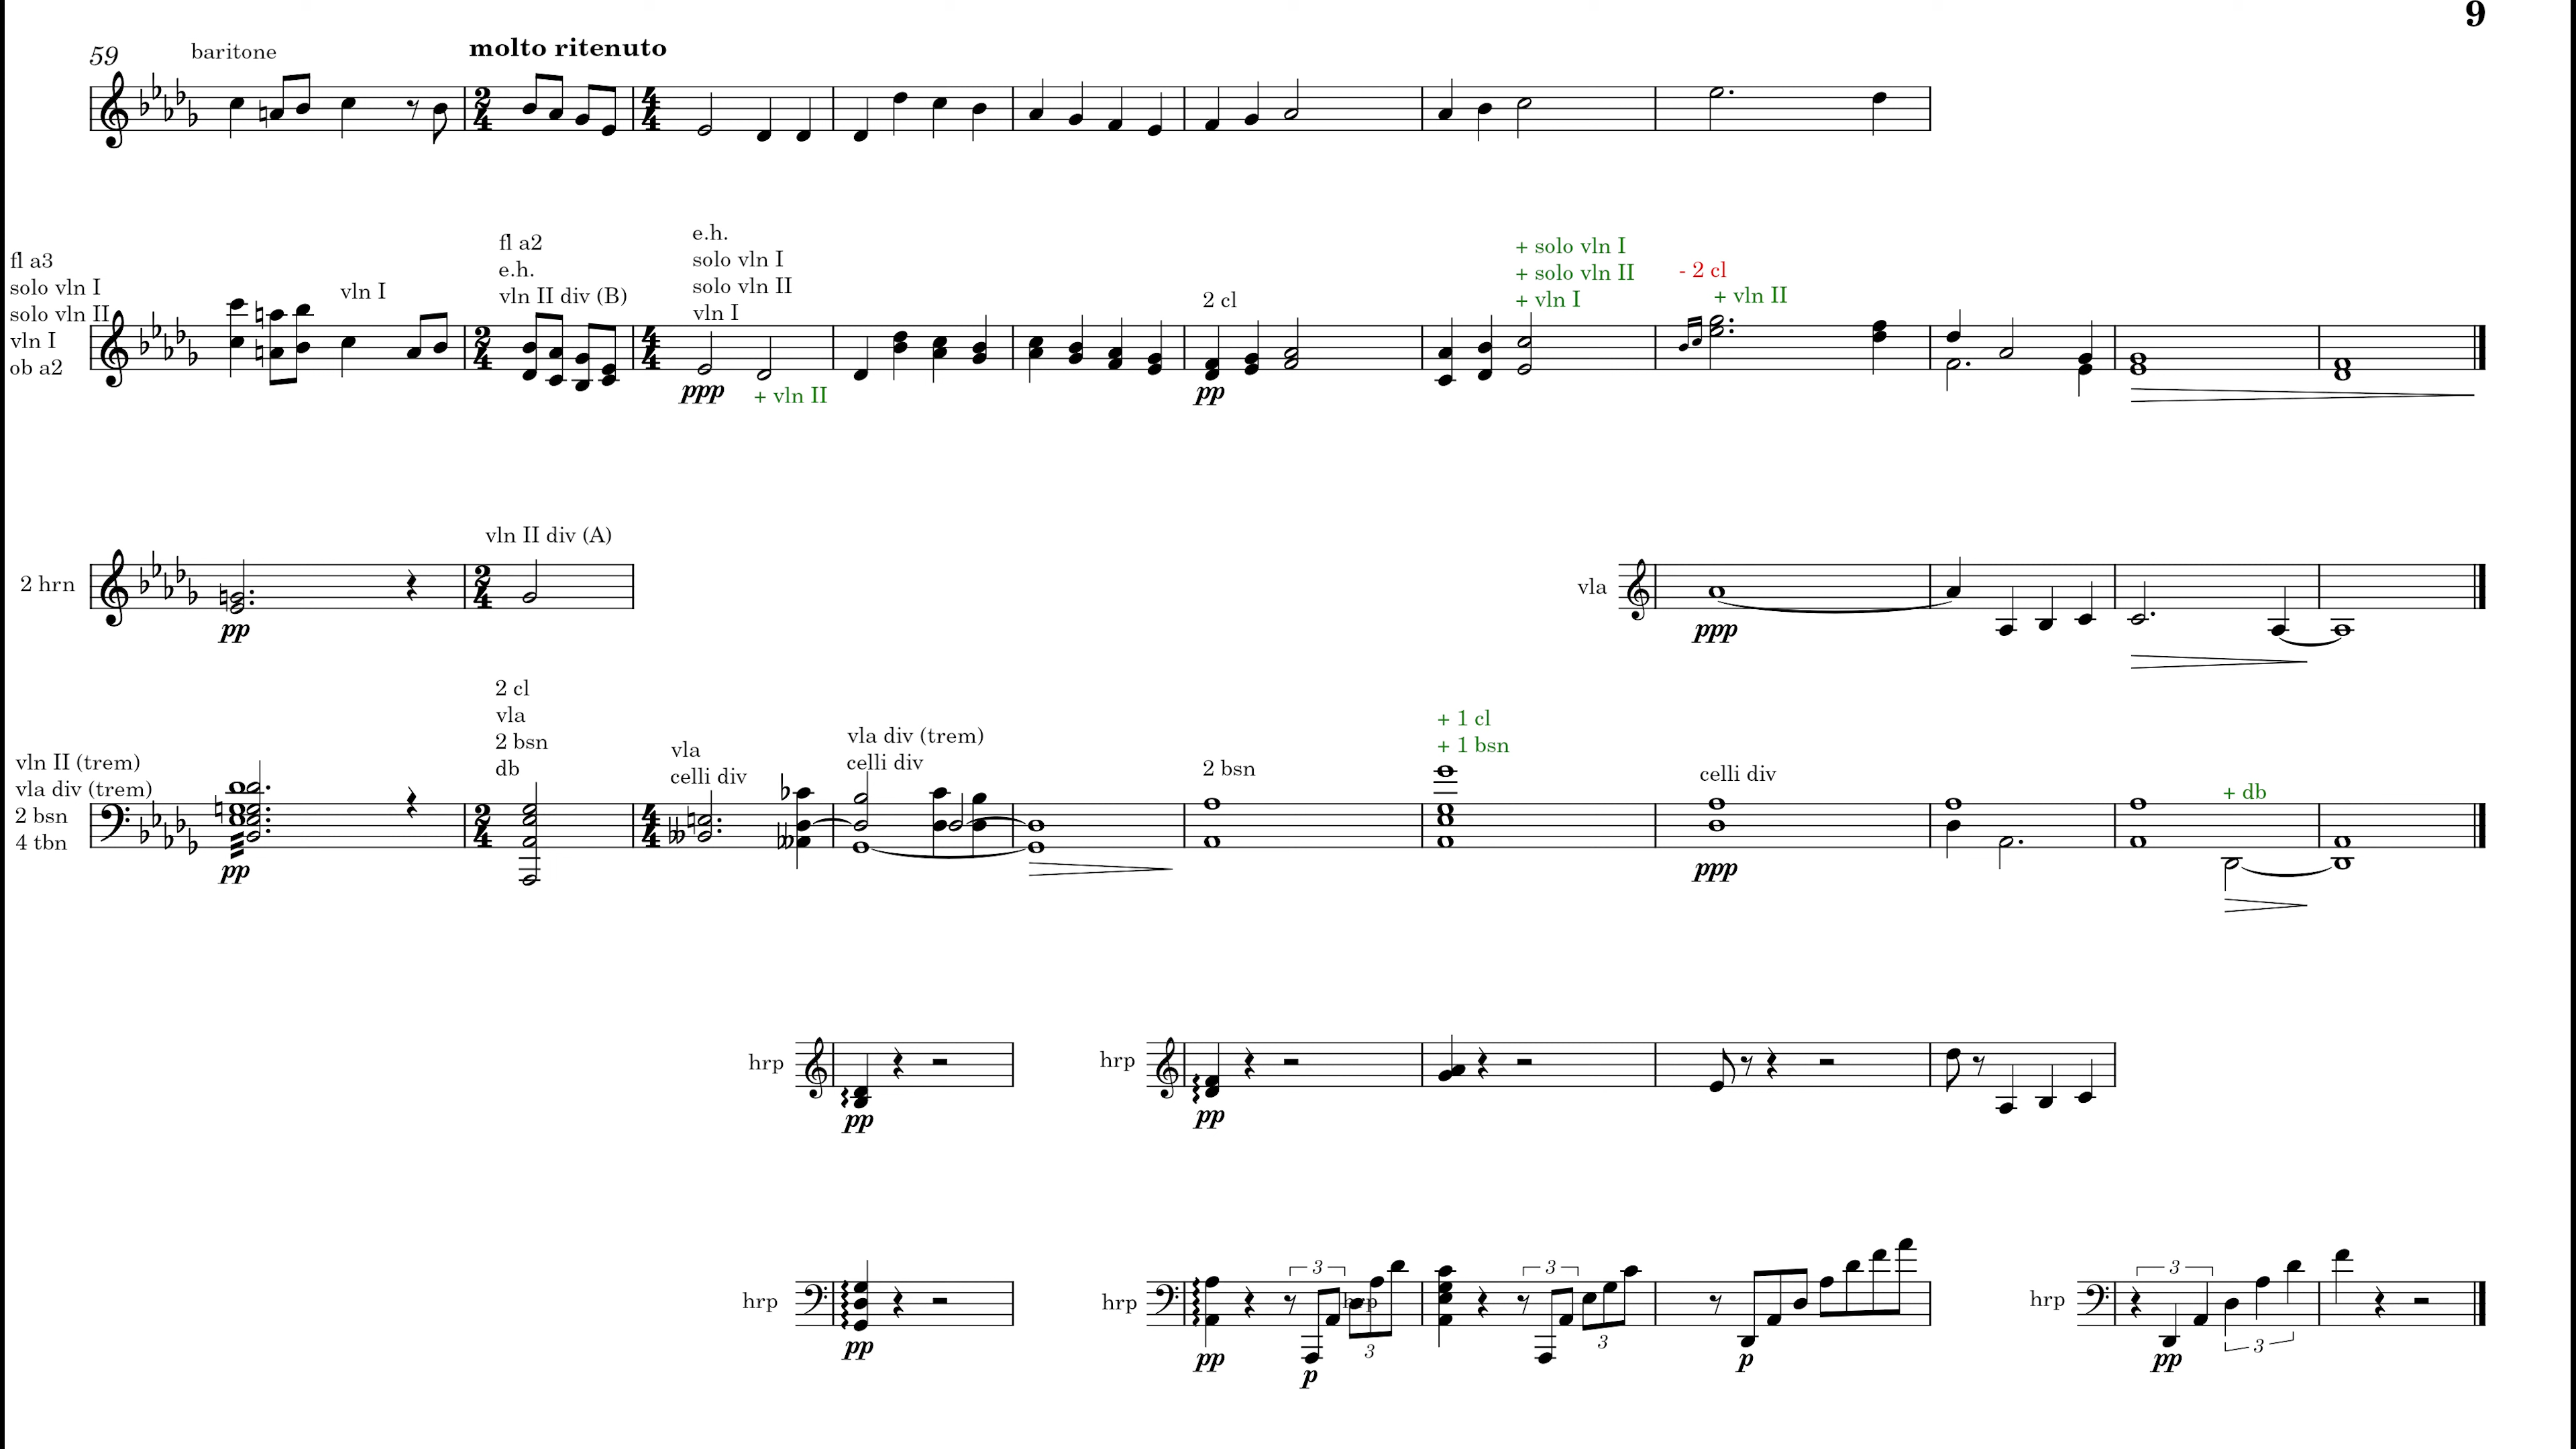 9
59
baritone
molto ritenuto
fl a3
solo vln I
solo vln II
vln I
ob a2
vln I
fl a2
e.h.
vln II div (B)
e.h.
solo vln I
solo vln II
vln I
ppp
+ vln II
2 cl
pp
+ solo vln I
+ solo vln II
+ vln I
- 2 cl
+ vln II
2 hrn
pp
vln II div (A)
vla
ppp
vln II (trem)
vla div (trem)
2 bsn
4 tbn
pp
2 cl
vla
2 bsn
db
vla
celli div
vla div (trem)
celli div
2 bsn
+ 1 cl
+ 1 bsn
celli div
ppp
+ db
hrp
pp
hrp
pp
hrp
pp
hrp
pp
3
p
hrp
3
3
3
p
hrp
3
pp
3